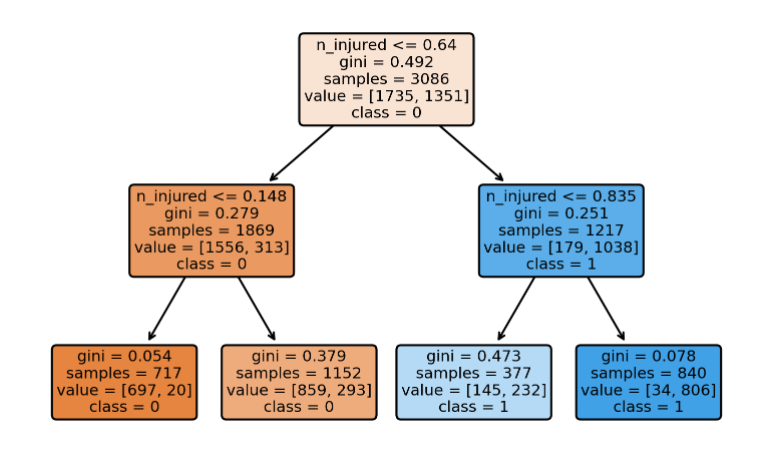 n_injured <= 0.64
gini = 0.492
samples = 3086
value = [1735, 1351]
class = 0
n_injured <= 0.148
gini = 0.279
samples = 1869
value = [1556, 313]
class = 0
n_injured <= 0.835
gini = 0.251
samples = 1217
value = [179, 1038]
class = 1
gini = 0.054
samples = 717
value = [697, 20]
class = 0
gini = 0.379
samples = 1152
value = [859, 293]
class = 0
gini = 0.473
samples = 377
value = [145, 232]
class = 1
gini = 0.078
samples = 840
value = [34, 806]
class = 1